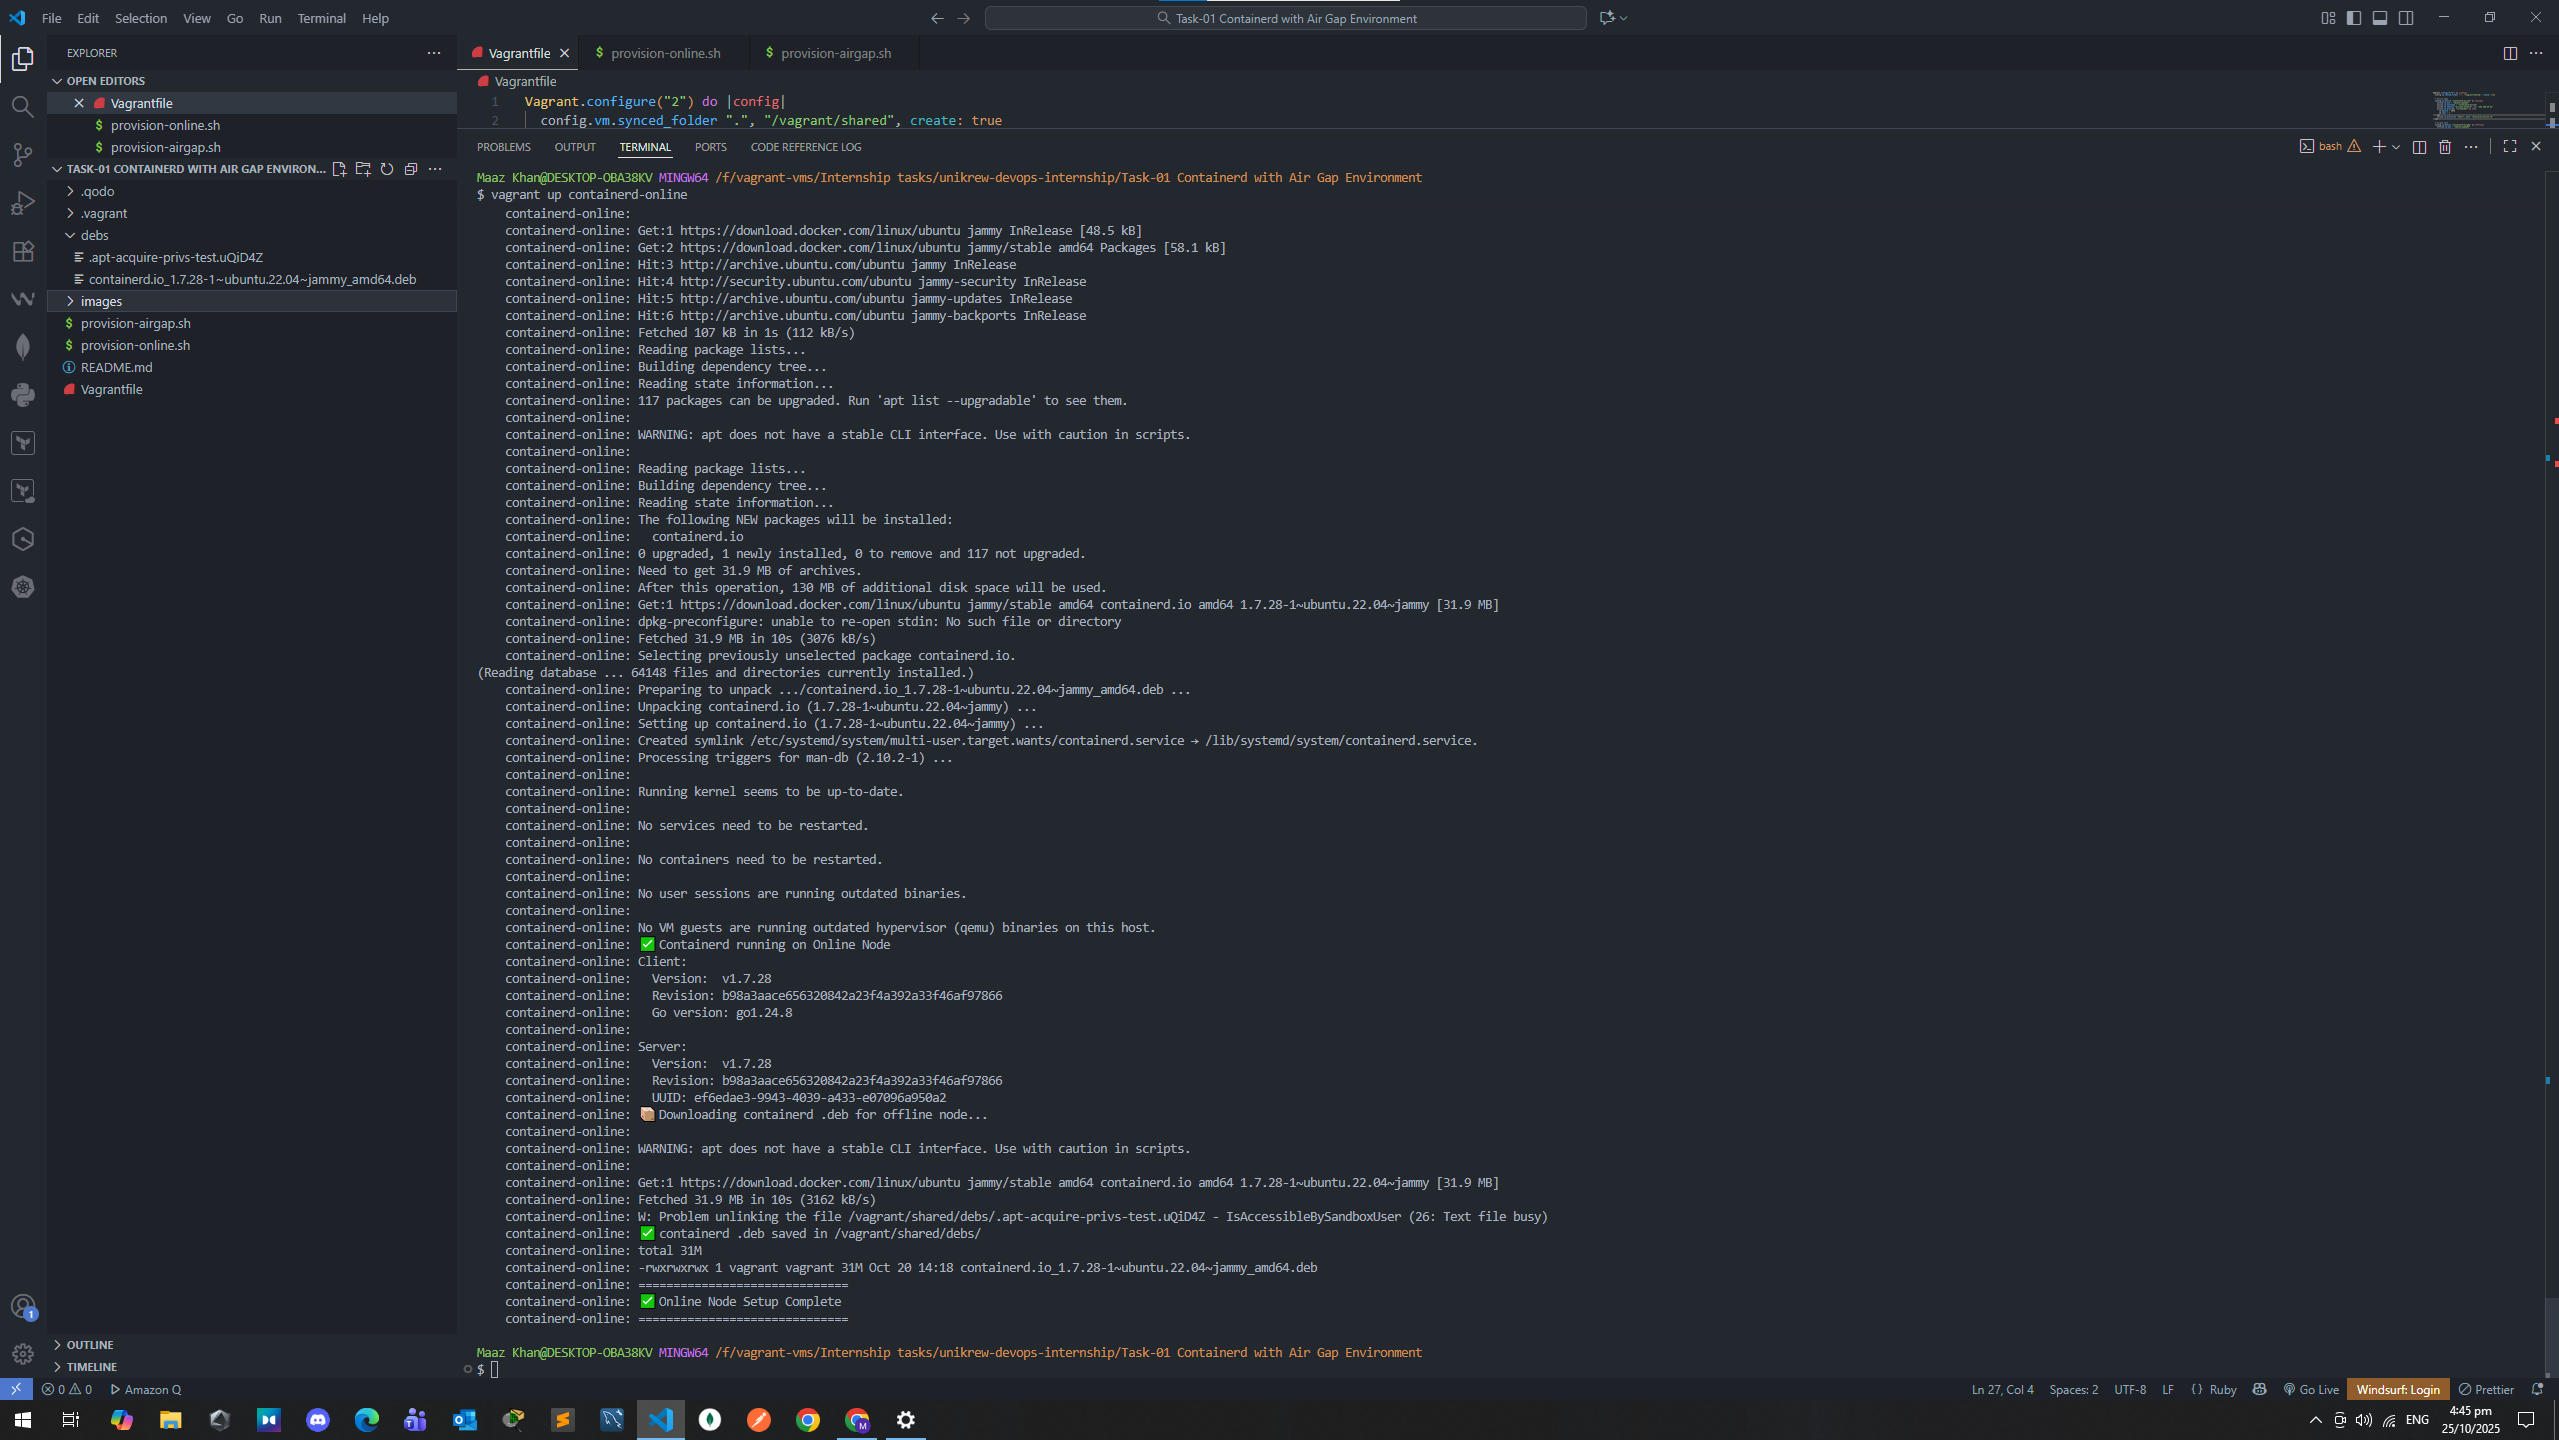 File Edit Selection View Go Run Terminal Help
Task-01 Containerd with Air Gap Environment
EXPLORER
OPEN EDITORS
Vagrantfile
$ provision-online.sh
$ provision-airgap.sh
TASK-01 CONTAINERD WITH AIR GAP ENVIRON...
.qodo
.vagrant
debs
.apt-acquire-privs-test.uQiD4Z
containerd.io_1.7.28-1~ubuntu.22.04~jammy_amd64.deb
images
$ provision-airgap.sh
$ provision-online.sh
README.md
Vagrantfile
OUTLINE
TIMELINE
Vagrantfile
$ provision-online.sh
$ provision-airgap.sh
Vagrantfile
1 Vagrant.configure("2") do |config|
2 config.vm.synced_folder ".", "/vagrant/shared", create: true
PROBLEMS OUTPUT TERMINAL PORTS CODE REFERENCE LOG
bash
Maaz Khan@DESKTOP-OBA38KV MINGW64 /f/vagrant-vms/Internship tasks/unikrew-devops-internship/Task-01 Containerd with Air Gap Environment
$ vagrant up containerd-online
containerd-online:
containerd-online: Get:1 https://download.docker.com/linux/ubuntu jammy InRelease [48.5 kB]
containerd-online: Get:2 https://download.docker.com/linux/ubuntu jammy/stable amd64 Packages [58.1 kB]
containerd-online: Hit:3 http://archive.ubuntu.com/ubuntu jammy InRelease
containerd-online: Hit:4 http://security.ubuntu.com/ubuntu jammy-security InRelease
containerd-online: Hit:5 http://archive.ubuntu.com/ubuntu jammy-updates InRelease
containerd-online: Hit:6 http://archive.ubuntu.com/ubuntu jammy-backports InRelease
containerd-online: Fetched 107 kB in 1s (112 kB/s)
containerd-online: Reading package lists...
containerd-online: Building dependency tree...
containerd-online: Reading state information...
containerd-online: 117 packages can be upgraded. Run 'apt list --upgradable' to see them.
containerd-online:
containerd-online: WARNING: apt does not have a stable CLI interface. Use with caution in scripts.
containerd-online:
containerd-online: Reading package lists...
containerd-online: Building dependency tree...
containerd-online: Reading state information...
containerd-online: The following NEW packages will be installed:
containerd-online: containerd.io
containerd-online: 0 upgraded, 1 newly installed, 0 to remove and 117 not upgraded.
containerd-online: Need to get 31.9 MB of archives.
containerd-online: After this operation, 130 MB of additional disk space will be used.
containerd-online: Get:1 https://download.docker.com/linux/ubuntu jammy/stable amd64 containerd.io amd64 1.7.28-1~ubuntu.22.04~jammy [31.9 MB]
containerd-online: dpkg-preconfigure: unable to re-open stdin: No such file or directory
containerd-online: Fetched 31.9 MB in 10s (3076 kB/s)
containerd-online: Selecting previously unselected package containerd.io.
(Reading database ... 64148 files and directories currently installed.)
containerd-online: Preparing to unpack .../containerd.io_1.7.28-1~ubuntu.22.04~jammy_amd64.deb ...
containerd-online: Unpacking containerd.io (1.7.28-1~ubuntu.22.04~jammy) ...
containerd-online: Setting up containerd.io (1.7.28-1~ubuntu.22.04~jammy) ...
containerd-online: Created symlink /etc/systemd/system/multi-user.target.wants/containerd.service → /lib/systemd/system/containerd.service.
containerd-online: Processing triggers for man-db (2.10.2-1) ...
containerd-online:
containerd-online: Running kernel seems to be up-to-date.
containerd-online:
containerd-online: No services need to be restarted.
containerd-online:
containerd-online: No containers need to be restarted.
containerd-online:
containerd-online: No user sessions are running outdated binaries.
containerd-online:
containerd-online: No VM guests are running outdated hypervisor (qemu) binaries on this host.
containerd-online: ✅ Containerd running on Online Node
containerd-online: Client:
containerd-online: Version: v1.7.28
containerd-online: Revision: b98a3aace656320842a23f4a392a33f46af97866
containerd-online: Go version: go1.24.8
containerd-online:
containerd-online: Server:
containerd-online: Version: v1.7.28
containerd-online: Revision: b98a3aace656320842a23f4a392a33f46af97866
containerd-online: UUID: ef6edae3-9943-4039-a433-e07096a950a2
containerd-online: 📦 Downloading containerd .deb for offline node...
containerd-online:
containerd-online: WARNING: apt does not have a stable CLI interface. Use with caution in scripts.
containerd-online:
containerd-online: Get:1 https://download.docker.com/linux/ubuntu jammy/stable amd64 containerd.io amd64 1.7.28-1~ubuntu.22.04~jammy [31.9 MB]
containerd-online: Fetched 31.9 MB in 10s (3162 kB/s)
containerd-online: W: Problem unlinking the file /vagrant/shared/debs/.apt-acquire-privs-test.uQiD4Z - IsAccessibleBySandboxUser (26: Text file busy)
containerd-online: ✅ containerd .deb saved in /vagrant/shared/debs/
containerd-online: total 31M
containerd-online: -rwxrwxrwx 1 vagrant vagrant 31M Oct 20 14:18 containerd.io_1.7.28-1~ubuntu.22.04~jammy_amd64.deb
containerd-online: ==============================
containerd-online: ✅ Online Node Setup Complete
containerd-online: ==============================
Maaz Khan@DESKTOP-OBA38KV MINGW64 /f/vagrant-vms/Internship tasks/unikrew-devops-internship/Task-01 Containerd with Air Gap Environment
$
1
0 0 Amazon Q
Ln 27, Col 4 Spaces: 2 UTF-8 LF {} Ruby Go Live Windsurf: Login Prettier
ENG
4:45 pm
25/10/2025